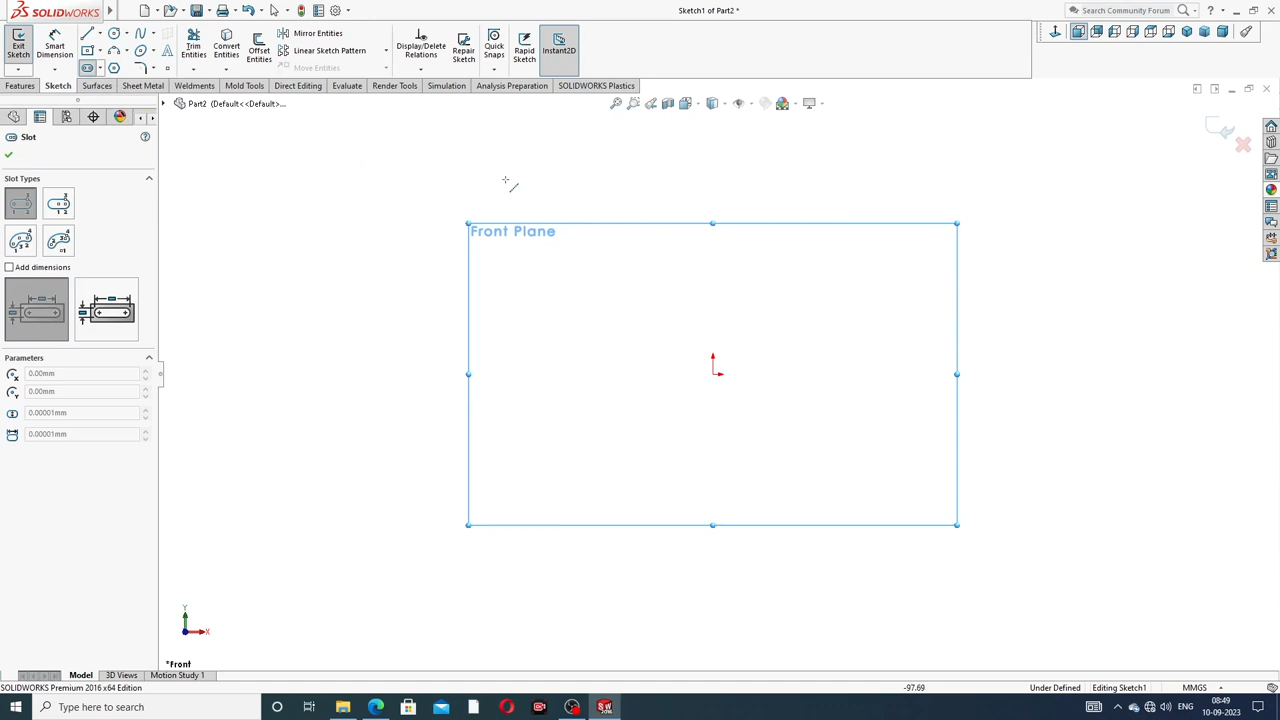 SOLIDWORKS
Sketch1 of Part2 *
Search Community Forum
Exit Sketch
Smart Dimension
Trim Entities
Convert Entities
Offset Entities
Mirror Entities
Linear Sketch Pattern
Move Entities
Display/Delete Relations
Repair Sketch
Quick Snaps
Rapid Sketch
Instant2D
Features Sketch Surfaces Sheet Metal Weldments Mold Tools Direct Editing Evaluate Render Tools Simulation Analysis Preparation SOLIDWORKS Plastics
Part2 (Default<<Default>...
Slot
Slot Types
Add dimensions
Parameters
0.00mm
0.00mm
0.00001mm
0.00001mm
Front Plane
Y
X
*Front
Model 3D Views Motion Study 1
SOLIDWORKS Premium 2016 x64 Edition
-97.69 Under Defined Editing Sketch1 MMGS
Type here to search
ENG
08:49
10-09-2023